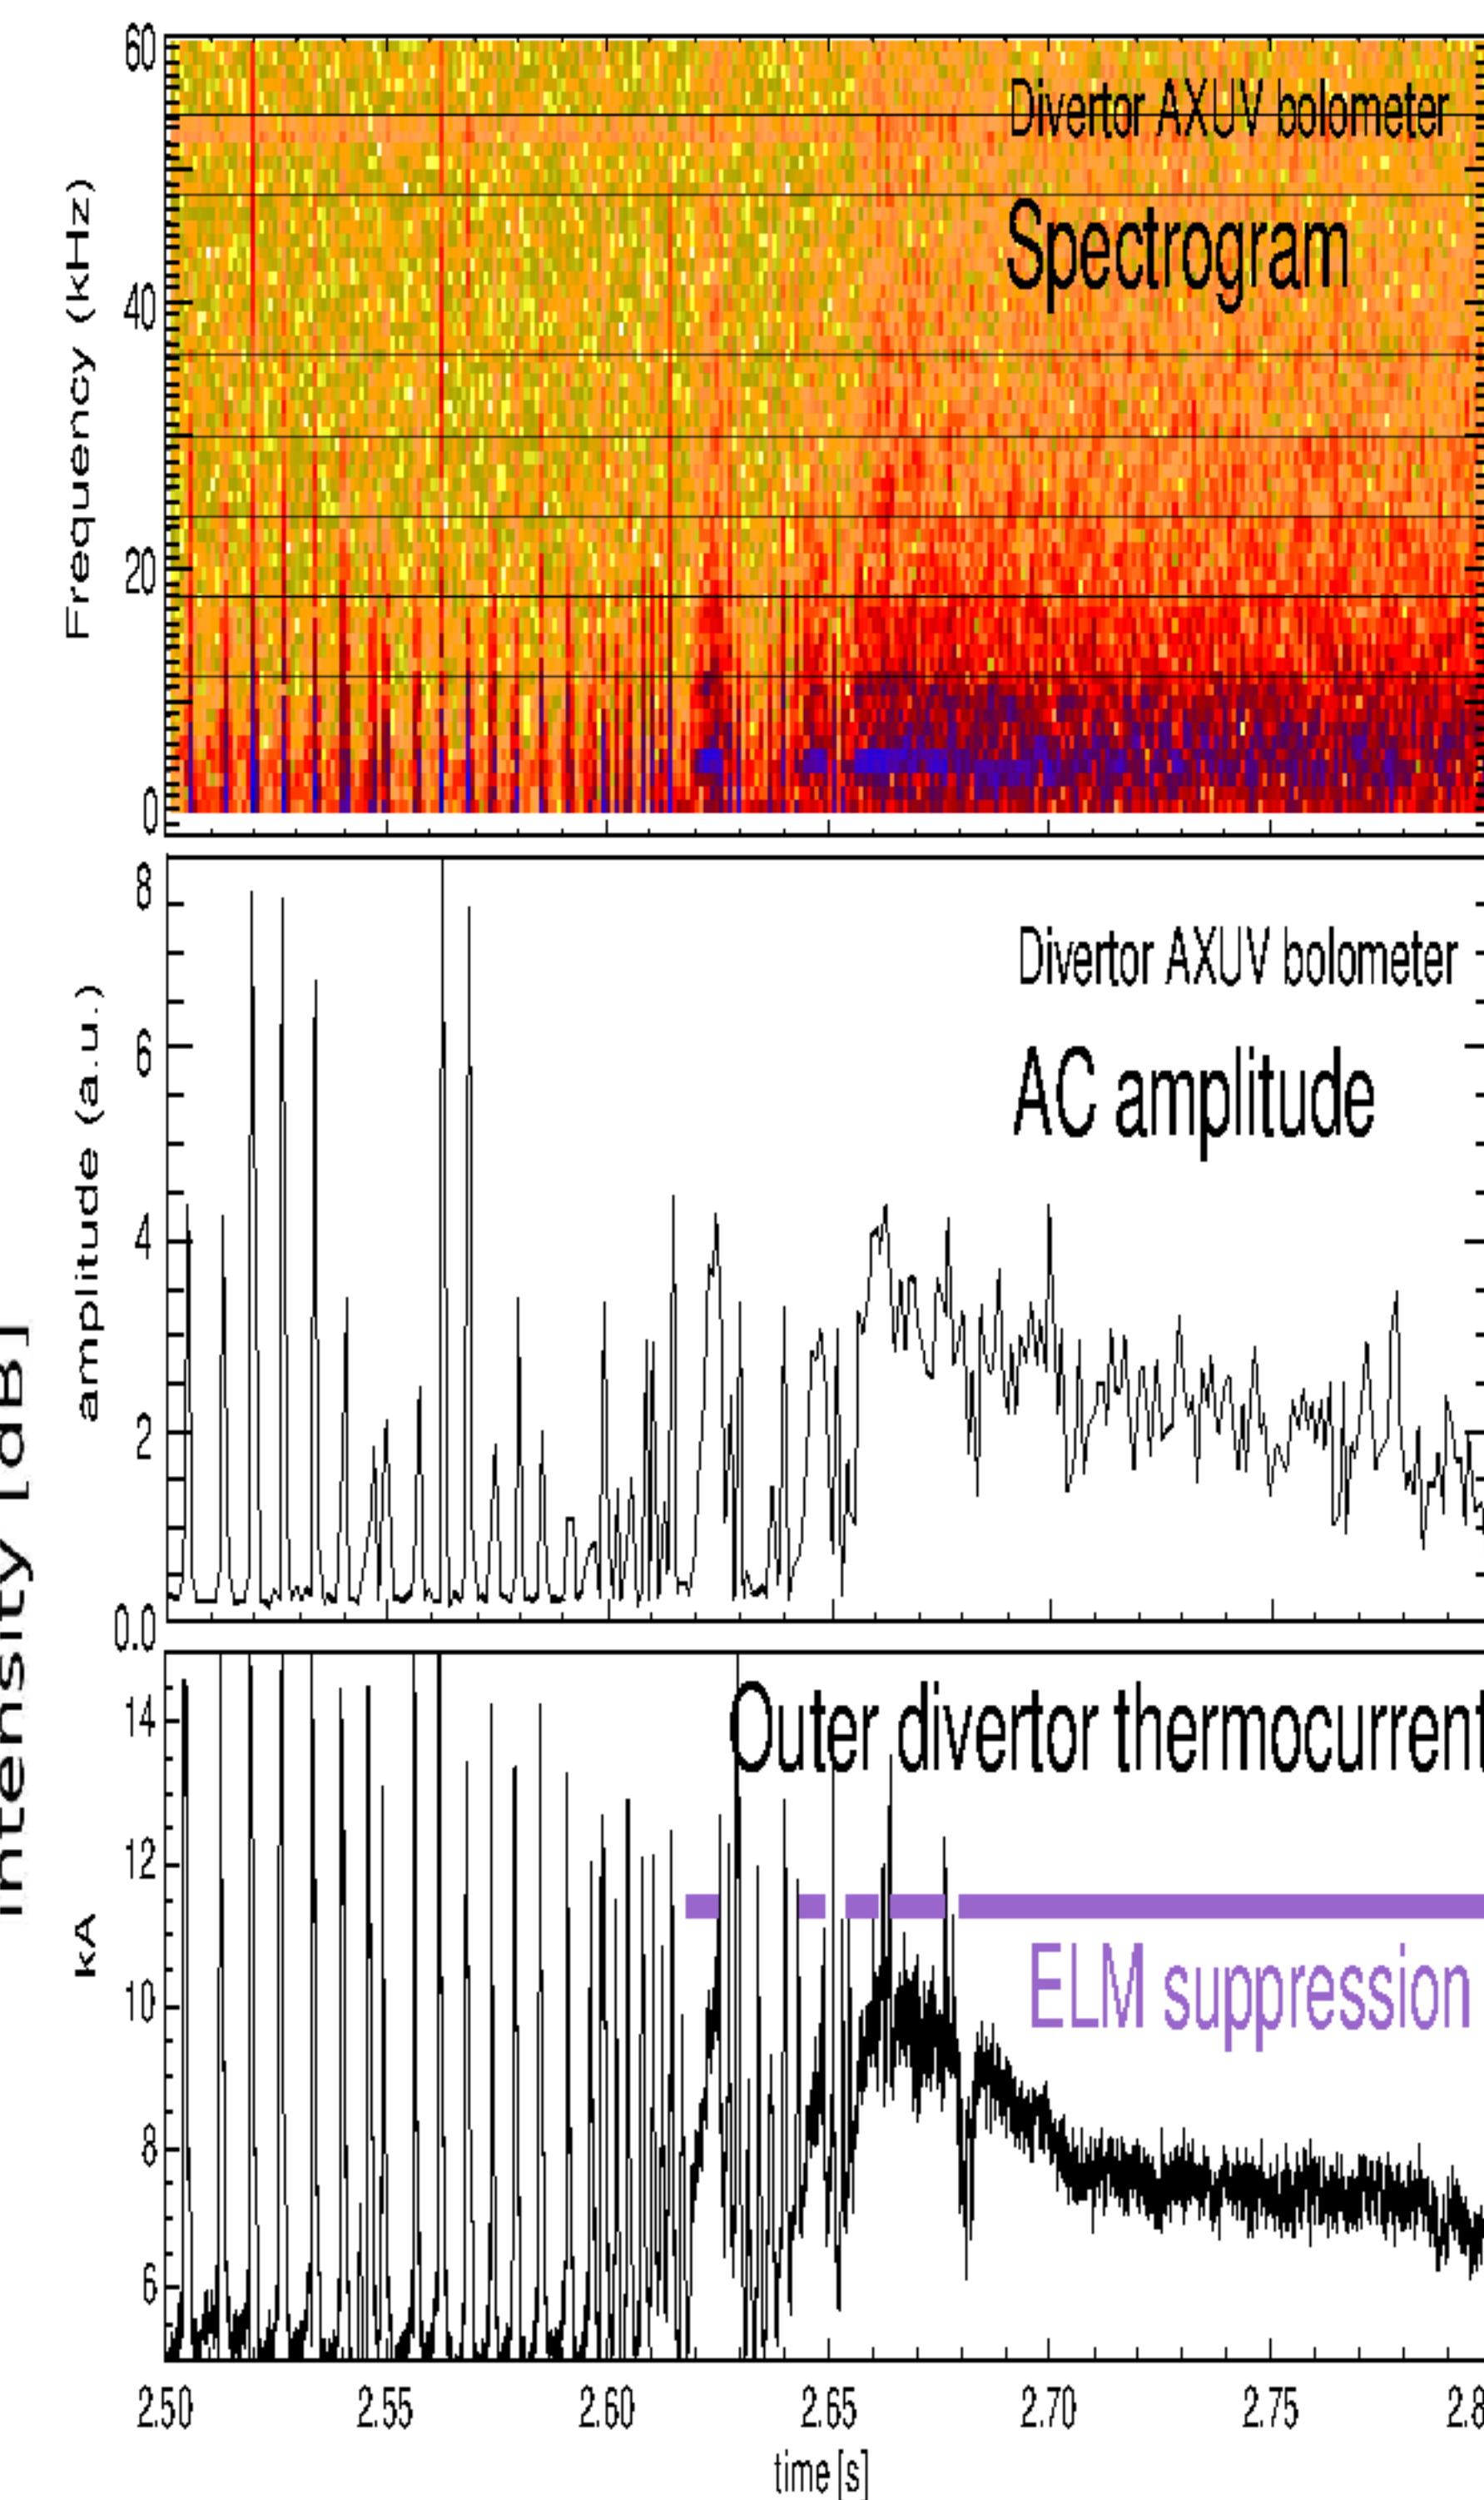 60
40
20
0
Frequency (kHz)
Divertor AXUV bolometer
Spectrogram
8
6
4
2
0.0
amplitude (a.u.)
Divertor AXUV bolometer
AC amplitude
Intensity [dB]
14
12
10
8
6
kA
Outer divertor thermocurrent
ELM suppression
2.50 2.55 2.60 2.65 2.70 2.75 2.8
time[s]